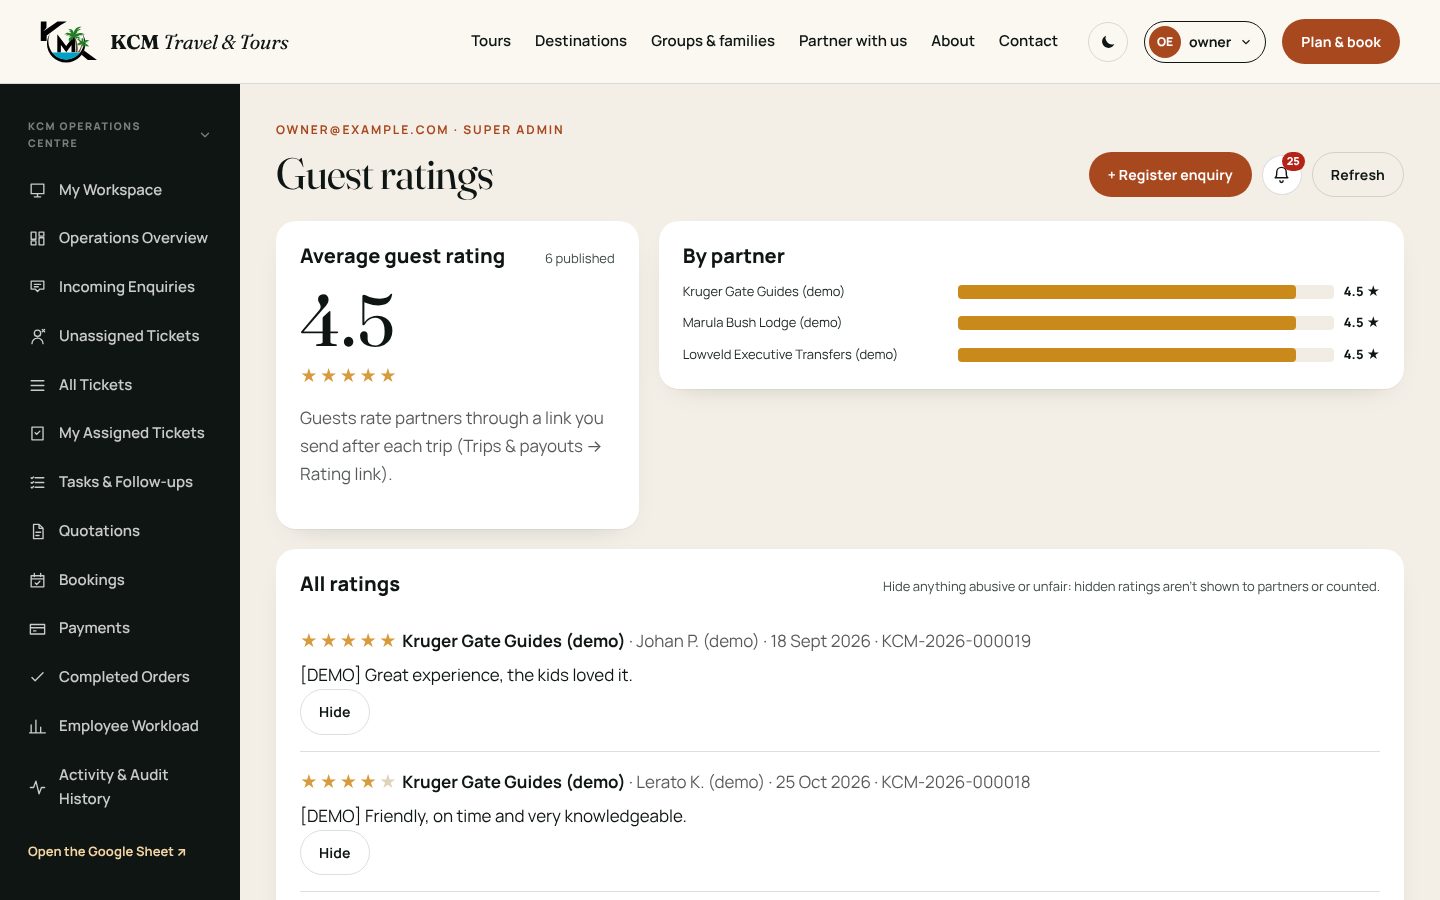 KCM Travel & Tours
Tours
Destinations
Groups & families
Partner with us
About
Contact
OE
owner
Plan & book
KCM OPERATIONS
CENTRE
My Workspace
Operations Overview
Incoming Enquiries
Unassigned Tickets
All Tickets
My Assigned Tickets
Tasks & Follow-ups
Quotations
Bookings
Payments
Completed Orders
Employee Workload
Activity & Audit
History
Open the Google Sheet ↗
OWNER@EXAMPLE.COM · SUPER ADMIN
Guest ratings
+ Register enquiry
25
Refresh
Average guest rating
6 published
4.5
★★★★★
Guests rate partners through a link you
send after each trip (Trips & payouts →
Rating link).
By partner
Kruger Gate Guides (demo) 4.5 ★
Marula Bush Lodge (demo) 4.5 ★
Lowveld Executive Transfers (demo) 4.5 ★
All ratings
Hide anything abusive or unfair: hidden ratings aren't shown to partners or counted.
★★★★★ Kruger Gate Guides (demo) · Johan P. (demo) · 18 Sept 2026 · KCM-2026-000019
[DEMO] Great experience, the kids loved it.
Hide
★★★★★ Kruger Gate Guides (demo) · Lerato K. (demo) · 25 Oct 2026 · KCM-2026-000018
[DEMO] Friendly, on time and very knowledgeable.
Hide